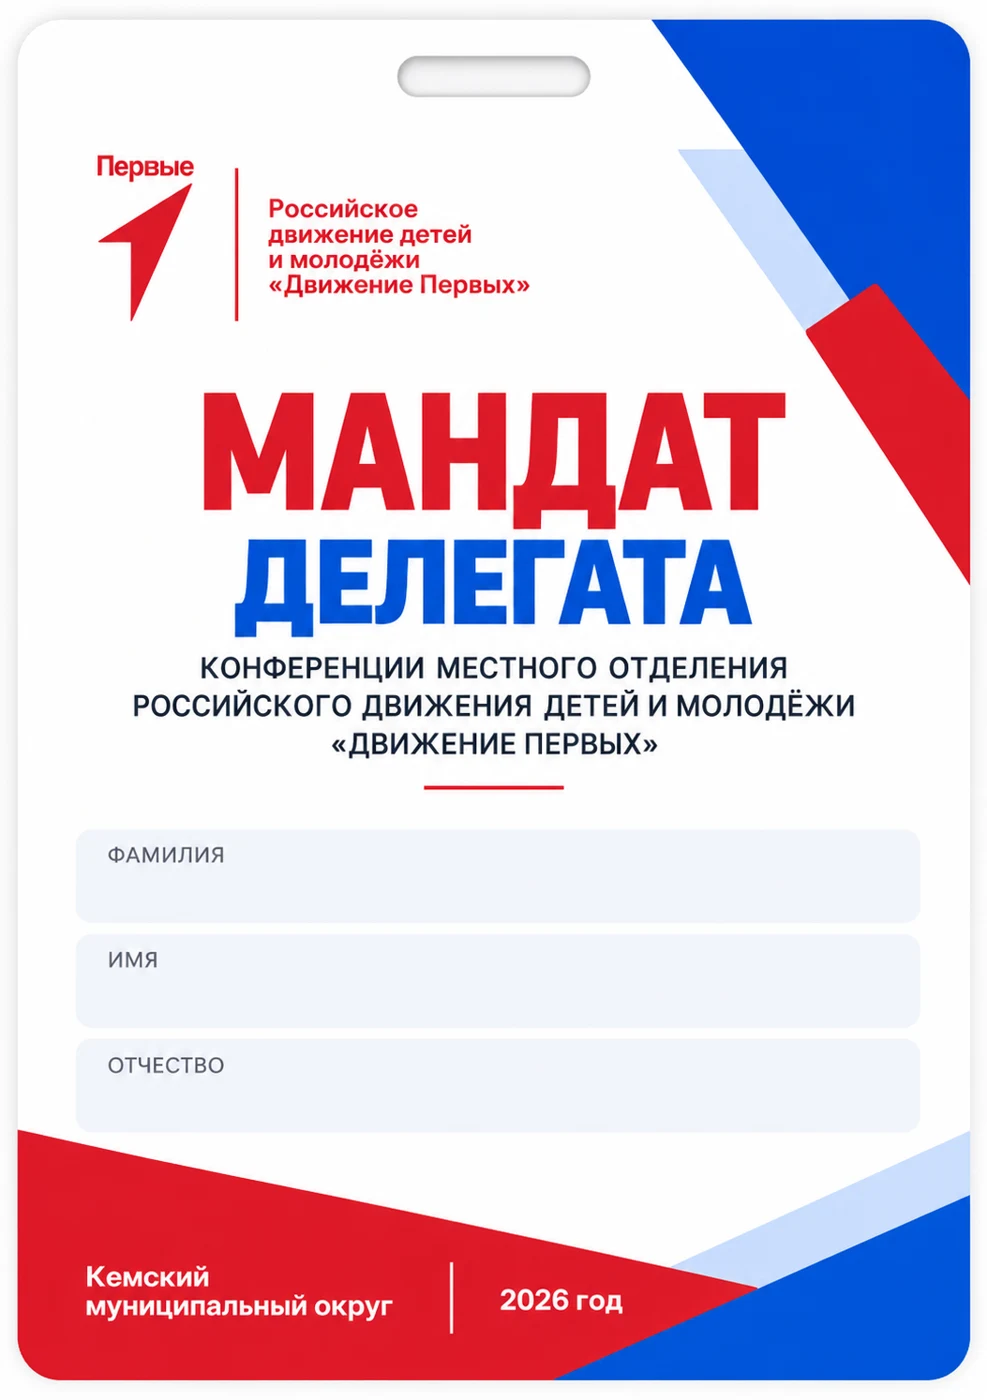 Первые
Российское
движение детей
и молодёжи
«Движение Первых»
МАНДАТ
ДЕЛЕГАТА
КОНФЕРЕНЦИИ МЕСТНОГО ОТДЕЛЕНИЯ
РОССИЙСКОГО ДВИЖЕНИЯ ДЕТЕЙ И МОЛОДЁЖИ
«ДВИЖЕНИЕ ПЕРВЫХ»
ФАМИЛИЯ
ИМЯ
ОТЧЕСТВО
Кемский
муниципальный округ
2026 год